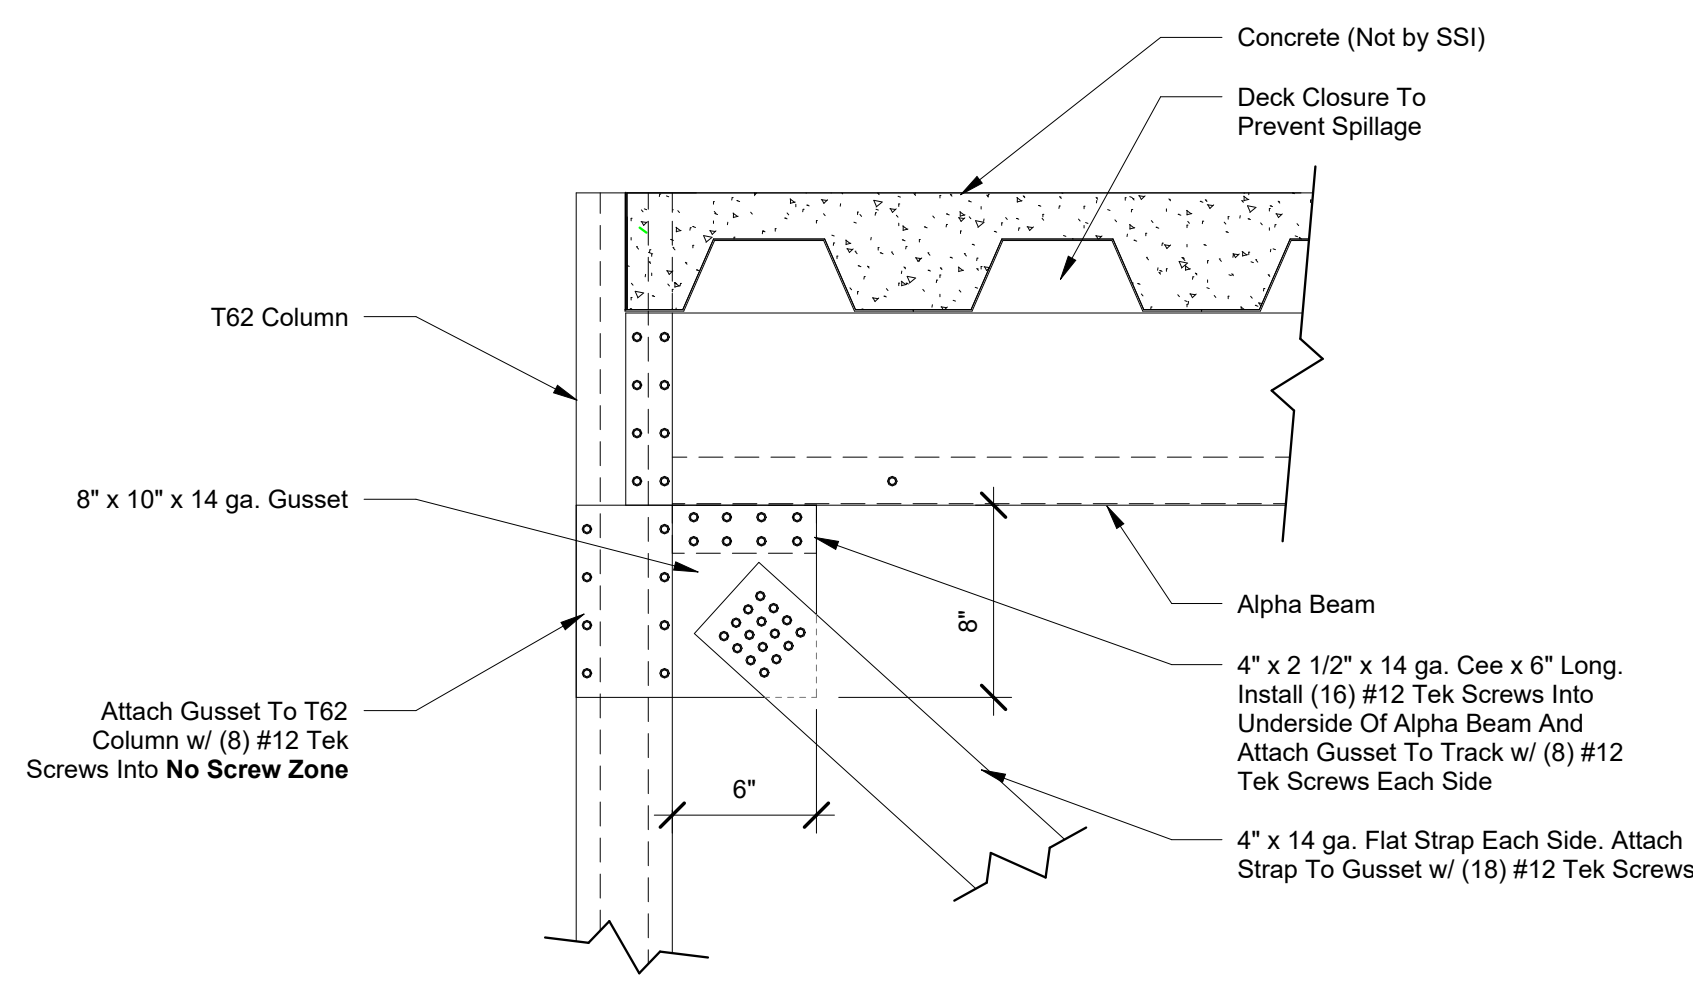 Concrete (Not by SSI)
Deck Closure To
Prevent Spillage
T62 Column
8" x 10" x 14 ga. Gusset
Attach Gusset To T62
Column w/ (8) #12 Tek
Screws Into No Screw Zone
8"
6"
Alpha Beam
4" x 2 1/2" x 14 ga. Cee x 6" Long.
Install (16) #12 Tek Screws Into
Underside Of Alpha Beam And
Attach Gusset To Track w/ (8) #12
Tek Screws Each Side
4" x 14 ga. Flat Strap Each Side. Attach
Strap To Gusset w/ (18) #12 Tek Screws